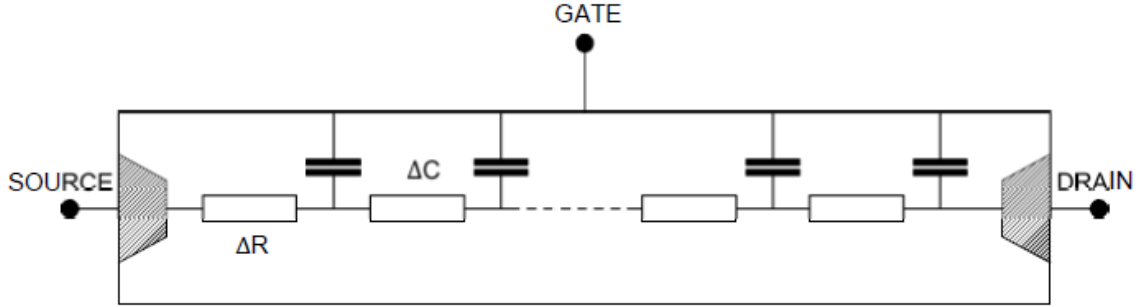 GATE
ΔC
SOURCE
DRAIN
ΔR